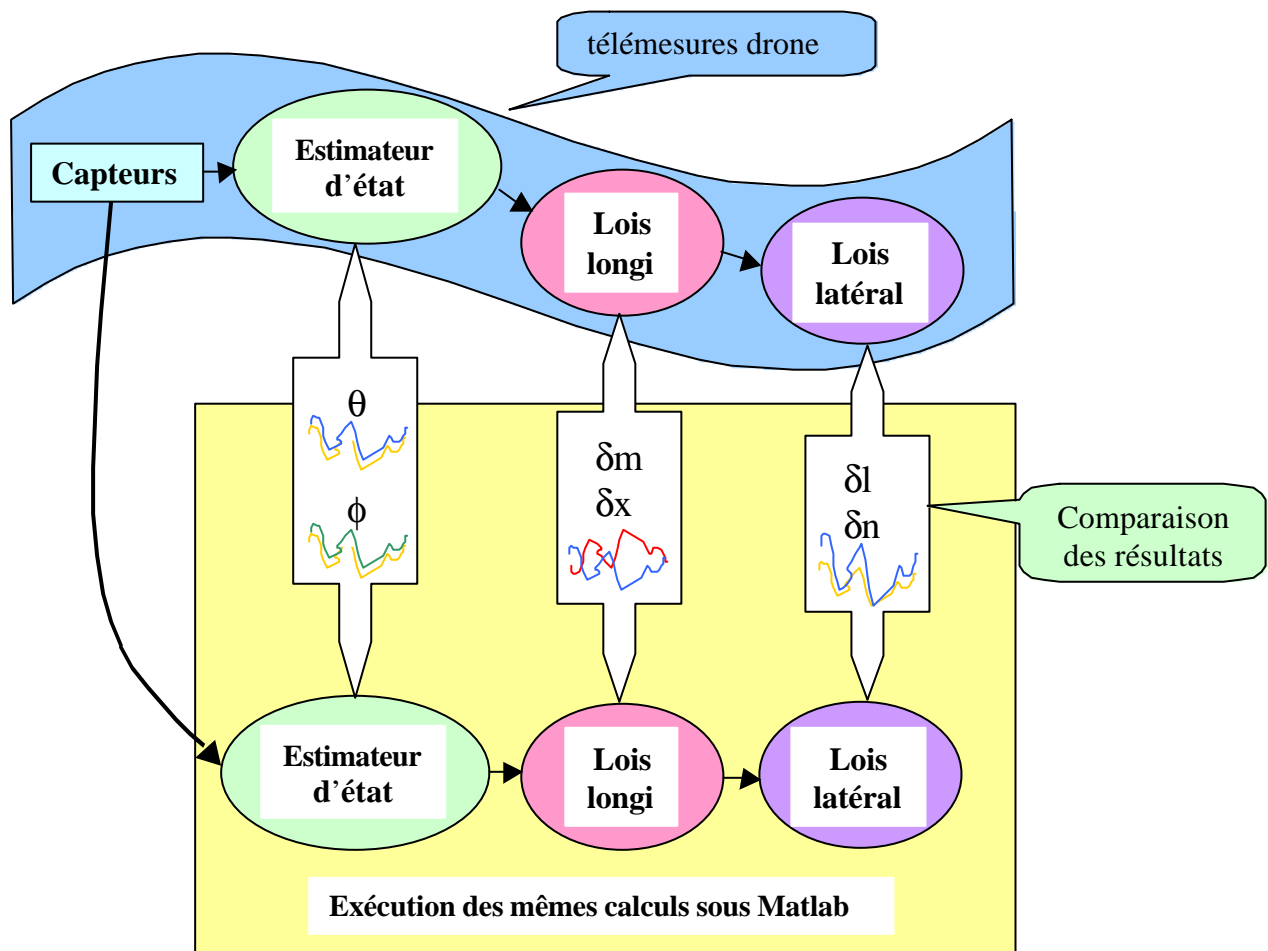 télémesures drone
Capteurs
Estimateur
d'état
Lois
longi
Lois
latéral
θ
ϕ
δm
δx
δl
δn
Comparaison
des résultats
Estimateur
d'état
Lois
longi
Lois
latéral
Exécution des mêmes calculs sous Matlab